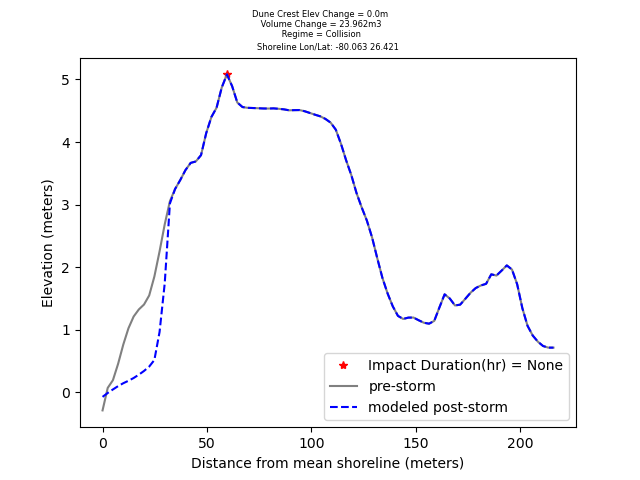 Dune Crest Elev Change = 0.0m
Volume Change = 23.962m3
Regime = Collision
Shoreline Lon/Lat: -80.063 26.421
5
4
3
2
1
0
Elevation (meters)
Impact Duration(hr) = None
pre-storm
modeled post-storm
0 50 100 150 200
Distance from mean shoreline (meters)